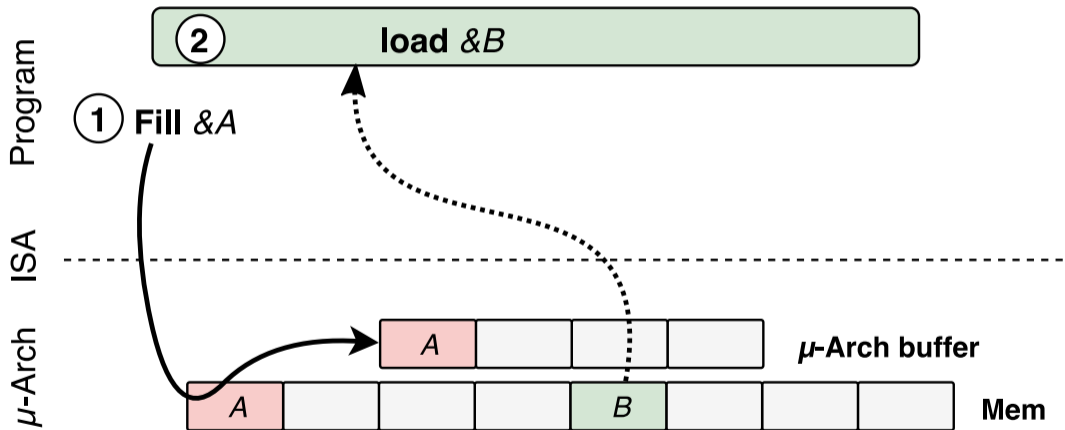 Program
ISA
μ-Arch
2 load &B
1 Fill &A
A
μ-Arch buffer
A
B
Mem